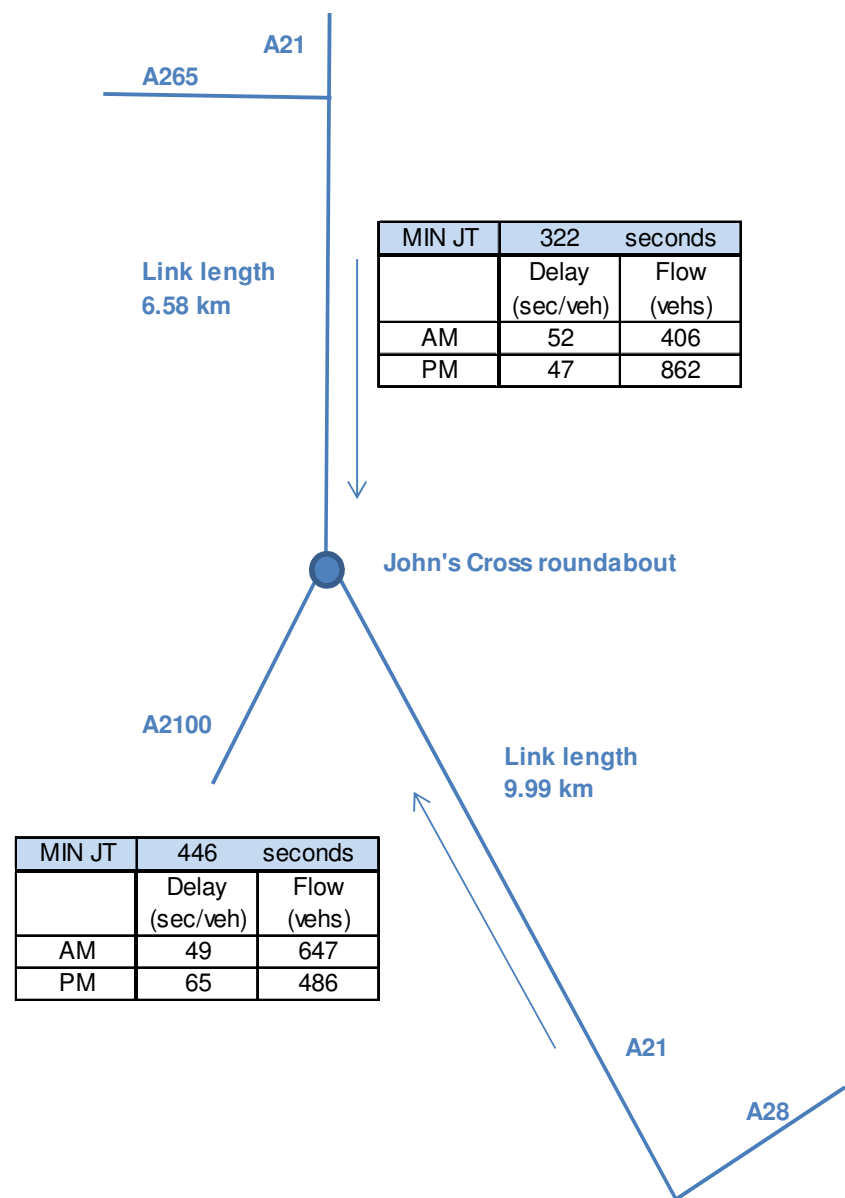 A21
A265
MIN JT 322 seconds
Delay Flow
(sec/veh) (vehs)
AM 52 406
PM 47 862
Link length
6.58 km
John's Cross roundabout
A2100
Link length
9.99 km
MIN JT 446 seconds
Delay Flow
(sec/veh) (vehs)
AM 49 647
PM 65 486
A21
A28